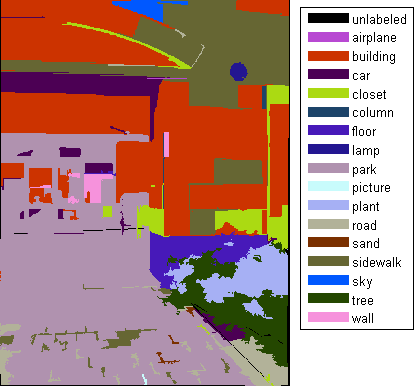 unlabeled
airplane
building
car
closet
column
floor
lamp
park
picture
plant
road
sand
sidewalk
sky
tree
wall